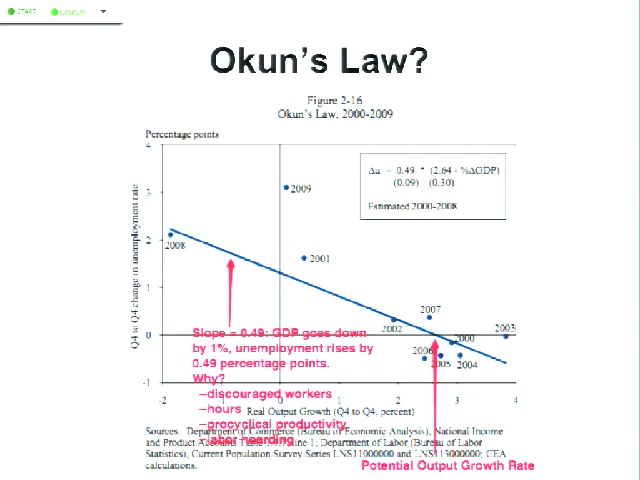 START DISPLAY
Okun's Law?
Figure 2-16
Okun's Law, 2000-2009
Percentage points
Δu = 0.49 * (2.64 - %ΔGDP)
(0.09) (0.30)
Estimated 2000-2008
Q4 to Q4 change in unemployment rate
4
3
2
1
0
-1
2009
2008
2001
2007
2002
2000
2003
2006
2005
2004
Slope = 0.49: GDP goes down
by 1%, unemployment rises by
0.49 percentage points.
Why?
–discouraged workers
–hours
–procyclical productivity
labor hoarding
-2 -1 0 1 2 3 4
Real Output Growth (Q4 to Q4, percent)
Sources: Department of Commerce (Bureau of Economic Analysis), National Income
and Product Accounts line 1; Department of Labor (Bureau of Labor
Statistics), Current Population Survey Series LNS11000000 and LNS113000000; CEA
calculations.
Potential Output Growth Rate